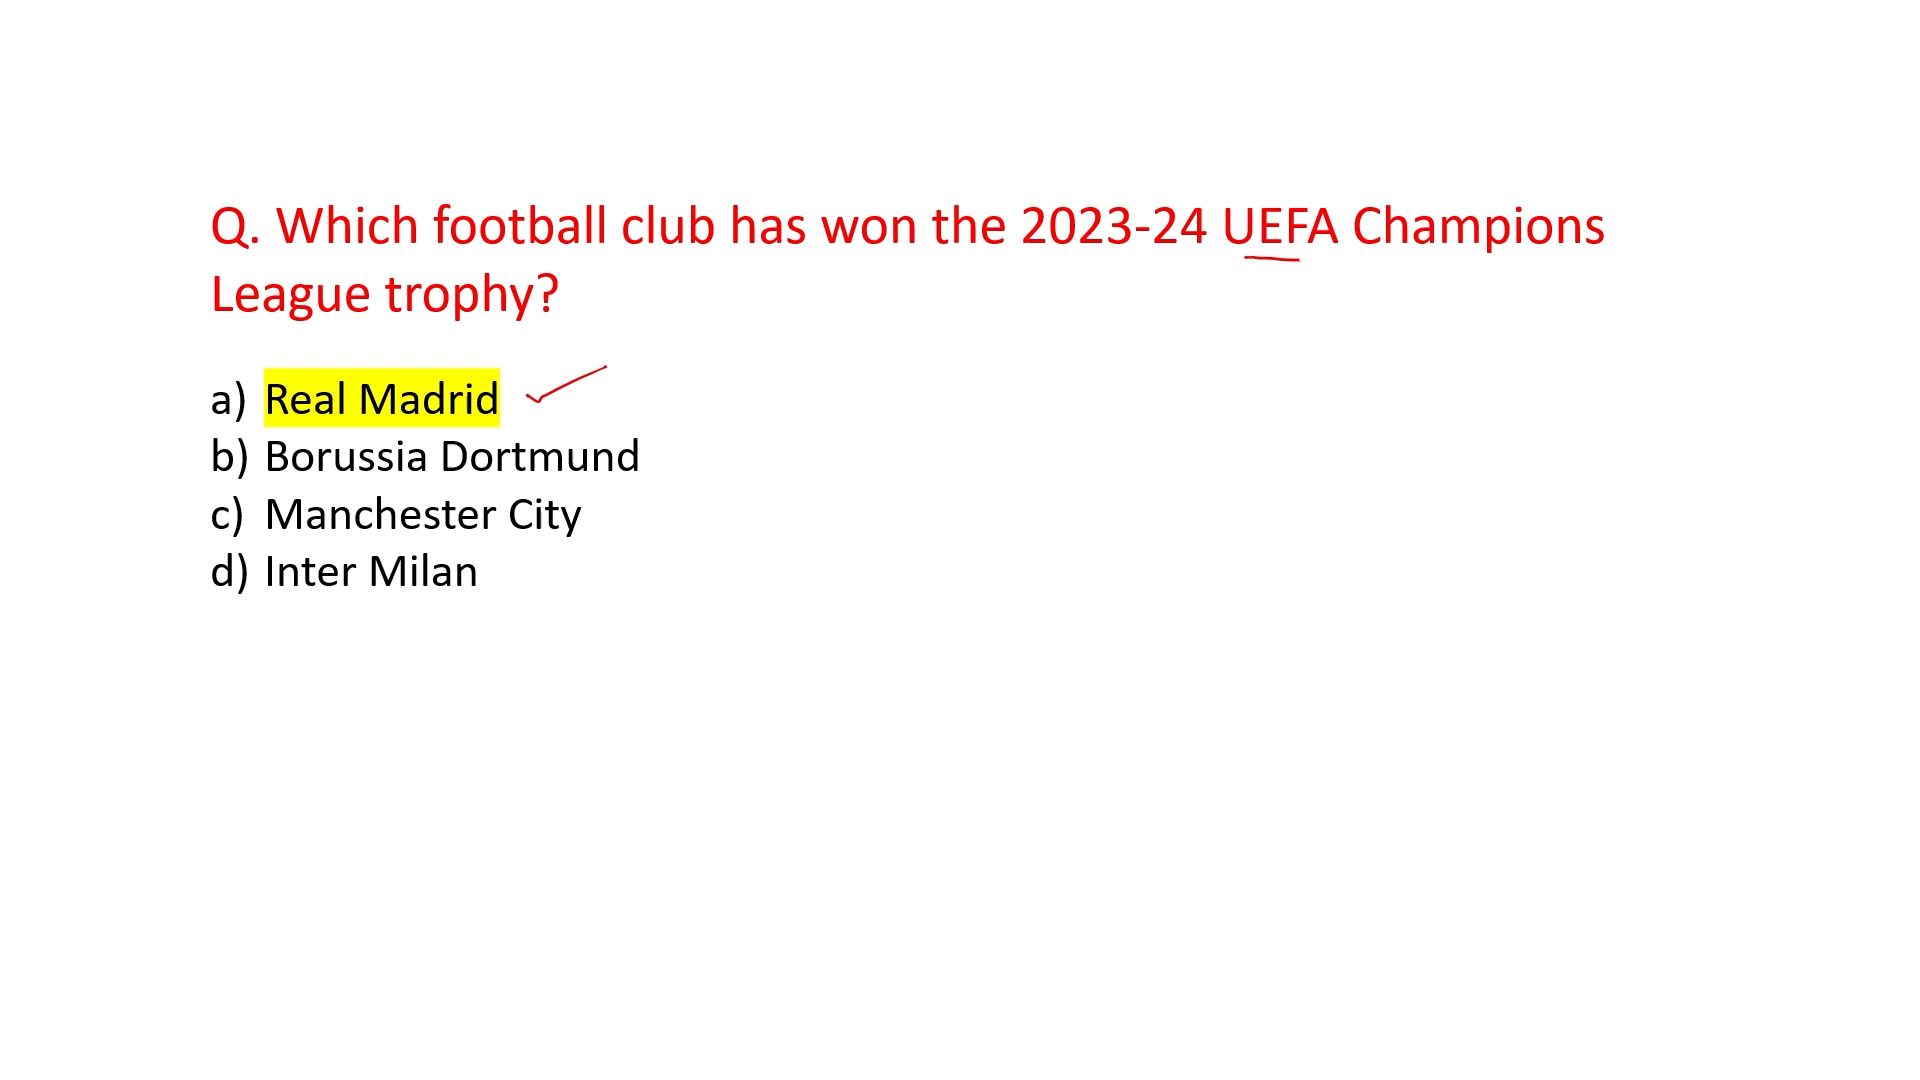 Q. Which football club has won the 2023-24 UEFA Champions
League trophy?
a) Real Madrid
b) Borussia Dortmund
c) Manchester City
d) Inter Milan